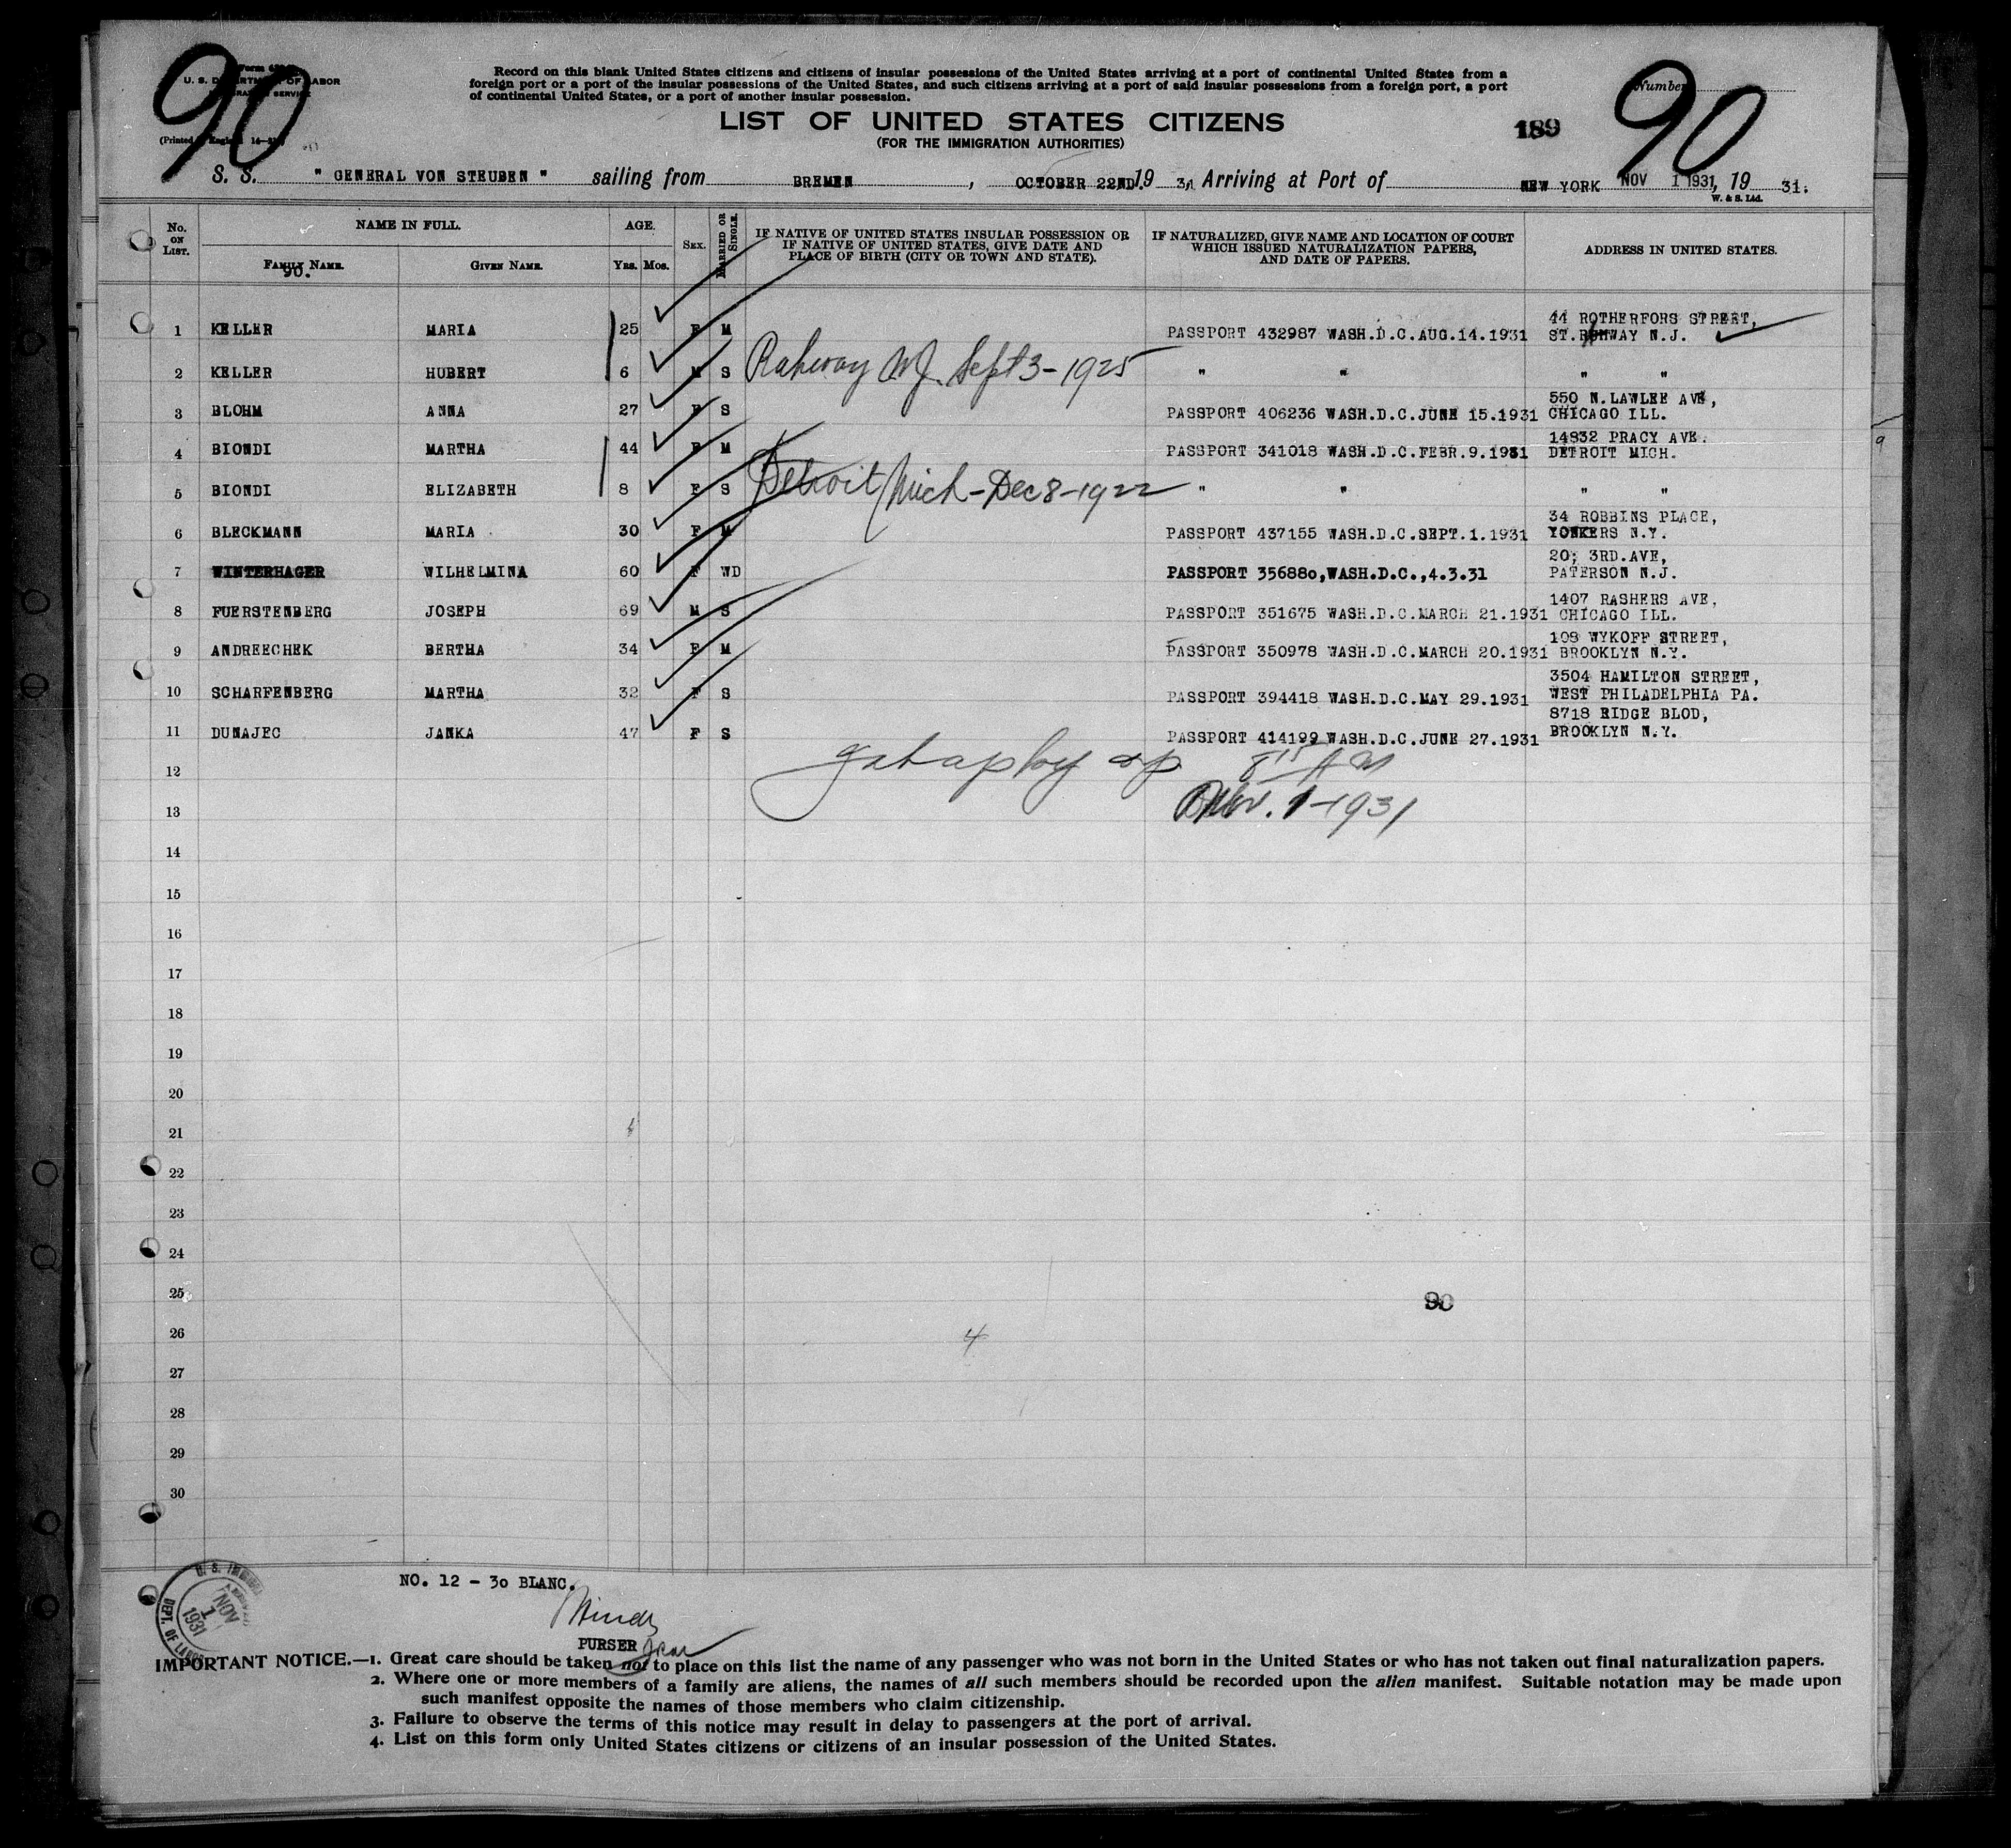 90
U. S. DEPARTMENT OF LABOR
Record on this blank United States citizens and citizens of insular possessions of the United States arriving at a port of continental United States from a
foreign port or a port of the insular possessions of the United States, and such citizens arriving at a port of said insular possessions from a foreign port, a port
of continental United States, or a port of another insular possession.
Number 90
LIST OF UNITED STATES CITIZENS
(FOR THE IMMIGRATION AUTHORITIES)
189
S. S. " GENERAL VON STEUBEN " sailing from BREMEN, OCTOBER 22ND. 19 31, Arriving at Port of NEW YORK NOV 1 1931, 19 31.
W. & S. Ltd.
No. ON LIST. NAME IN FULL. AGE. SEX. MARRIED OR SINGLE. IF NATIVE OF UNITED STATES INSULAR POSSESSION OR IF NATIVE OF UNITED STATES, GIVE DATE AND PLACE OF BIRTH (CITY OR TOWN AND STATE). IF NATURALIZED, GIVE NAME AND LOCATION OF COURT WHICH ISSUED NATURALIZATION PAPERS, AND DATE OF PAPERS. ADDRESS IN UNITED STATES.
FAMILY NAME. GIVEN NAME. YRS. MOS.
90.
1 KELLER MARIA 25 F M PASSPORT 432987 WASH.D.C.AUG.14.1931 44 ROTHERFORS STREET, ST.RAHWAY N.J.
2 KELLER HUBERT 6 M S Rahway NJ. Sept 3-1925 " " " "
3 BLOHM ANNA 27 F S PASSPORT 406236 WASH.D.C.JUNE 15.1931 550 N.LAWLER AVE, CHICAGO ILL.
4 BIONDI MARTHA 44 F M PASSPORT 341018 WASH.D.C.FEBR.9.1931 14832 PRACY AVE. DETROIT MICH.
5 BIONDI ELIZABETH 8 F S Detroit Mich-Dec 8-1922 " " " "
6 BLECKMANN MARIA 30 F M PASSPORT 437155 WASH.D.C.SEPT.1.1931 34 ROBBINS PLACE, YONKERS N.Y.
7 WINTERHAGER WILHELMINA 60 F WD PASSPORT 356880,WASH.D.C.,4.3.31 20; 3RD.AVE, PATERSON N.J.
8 FUERSTENBERG JOSEPH 69 M S PASSPORT 351675 WASH.D.C.MARCH 21.1931 1407 RASHERS AVE, CHICAGO ILL.
9 ANDREECHEK BERTHA 34 F M PASSPORT 350978 WASH.D.C.MARCH 20.1931 108 WYKOFF STREET, BROOKLYN N.Y.
10 SCHARFENBERG MARTHA 32 F S PASSPORT 394418 WASH.D.C.MAY 29.1931 3504 HAMILTON STREET, WEST PHILADELPHIA PA.
11 DUNAJEC JANKA 47 F S PASSPORT 414199 WASH.D.C.JUNE 27.1931 8718 RIDGE BLOD, BROOKLYN N.Y.
12
13 Nov. 1-1931
14
15
16
17
18
19
20
21
22
23
24
25 90
26 4
27
28
29
30
NO. 12 - 30 BLANC.
PURSER
U. S. IMMIGR
NOV 1 1931
DEPT. OF LABOR
IMPORTANT NOTICE.—1. Great care should be taken not to place on this list the name of any passenger who was not born in the United States or who has not taken out final naturalization papers.
2. Where one or more members of a family are aliens, the names of all such members should be recorded upon the alien manifest. Suitable notation may be made upon
such manifest opposite the names of those members who claim citizenship.
3. Failure to observe the terms of this notice may result in delay to passengers at the port of arrival.
4. List on this form only United States citizens or citizens of an insular possession of the United States.